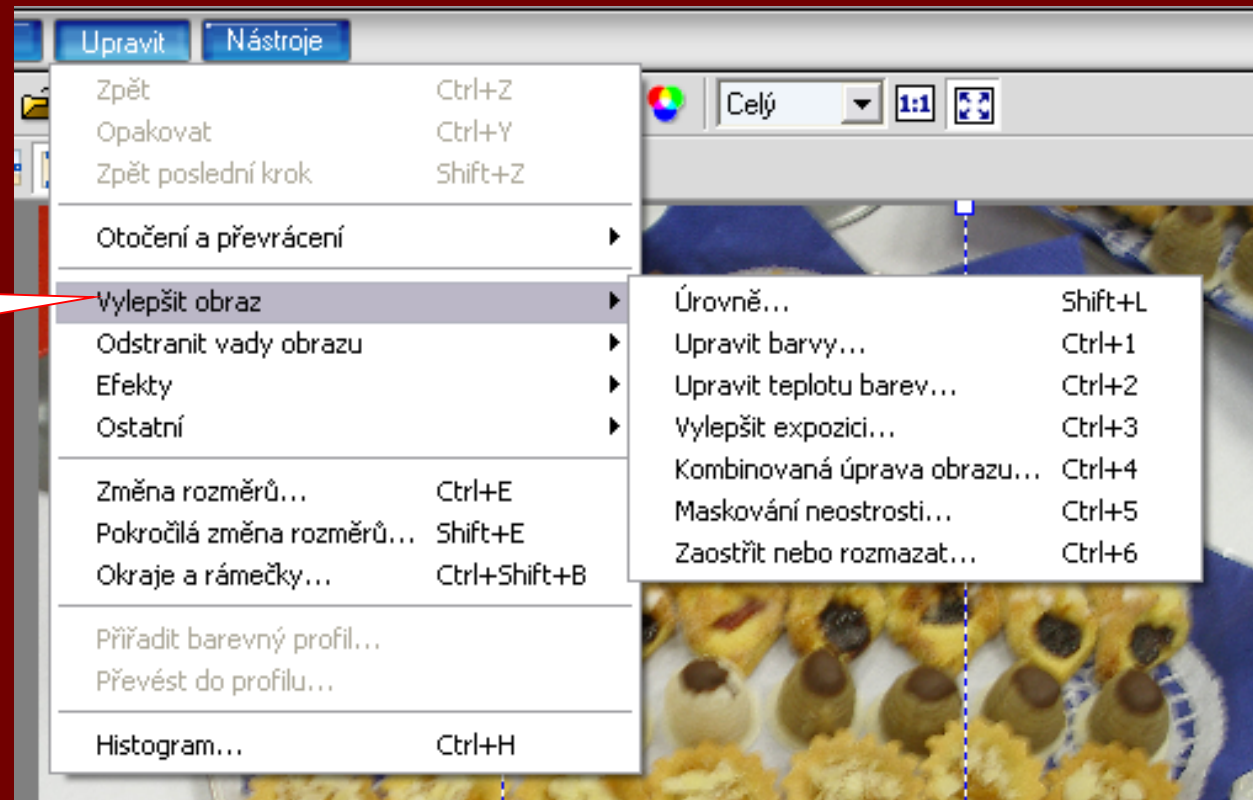 Upravit Nástroje
Celý 1:1
Zpět Ctrl+Z
Opakovat Ctrl+Y
Zpět poslední krok Shift+Z
Otočení a převrácení
Vylepšit obraz
Odstranit vady obrazu
Efekty
Ostatní
Změna rozměrů... Ctrl+E
Pokročilá změna rozměrů... Shift+E
Okraje a rámečky... Ctrl+Shift+B
Přiřadit barevný profil...
Převést do profilu...
Histogram... Ctrl+H
Úrovně... Shift+L
Upravit barvy... Ctrl+1
Upravit teplotu barev... Ctrl+2
Vylepšit expozici... Ctrl+3
Kombinovaná úprava obrazu... Ctrl+4
Maskování neostrosti... Ctrl+5
Zaostřit nebo rozmazat... Ctrl+6